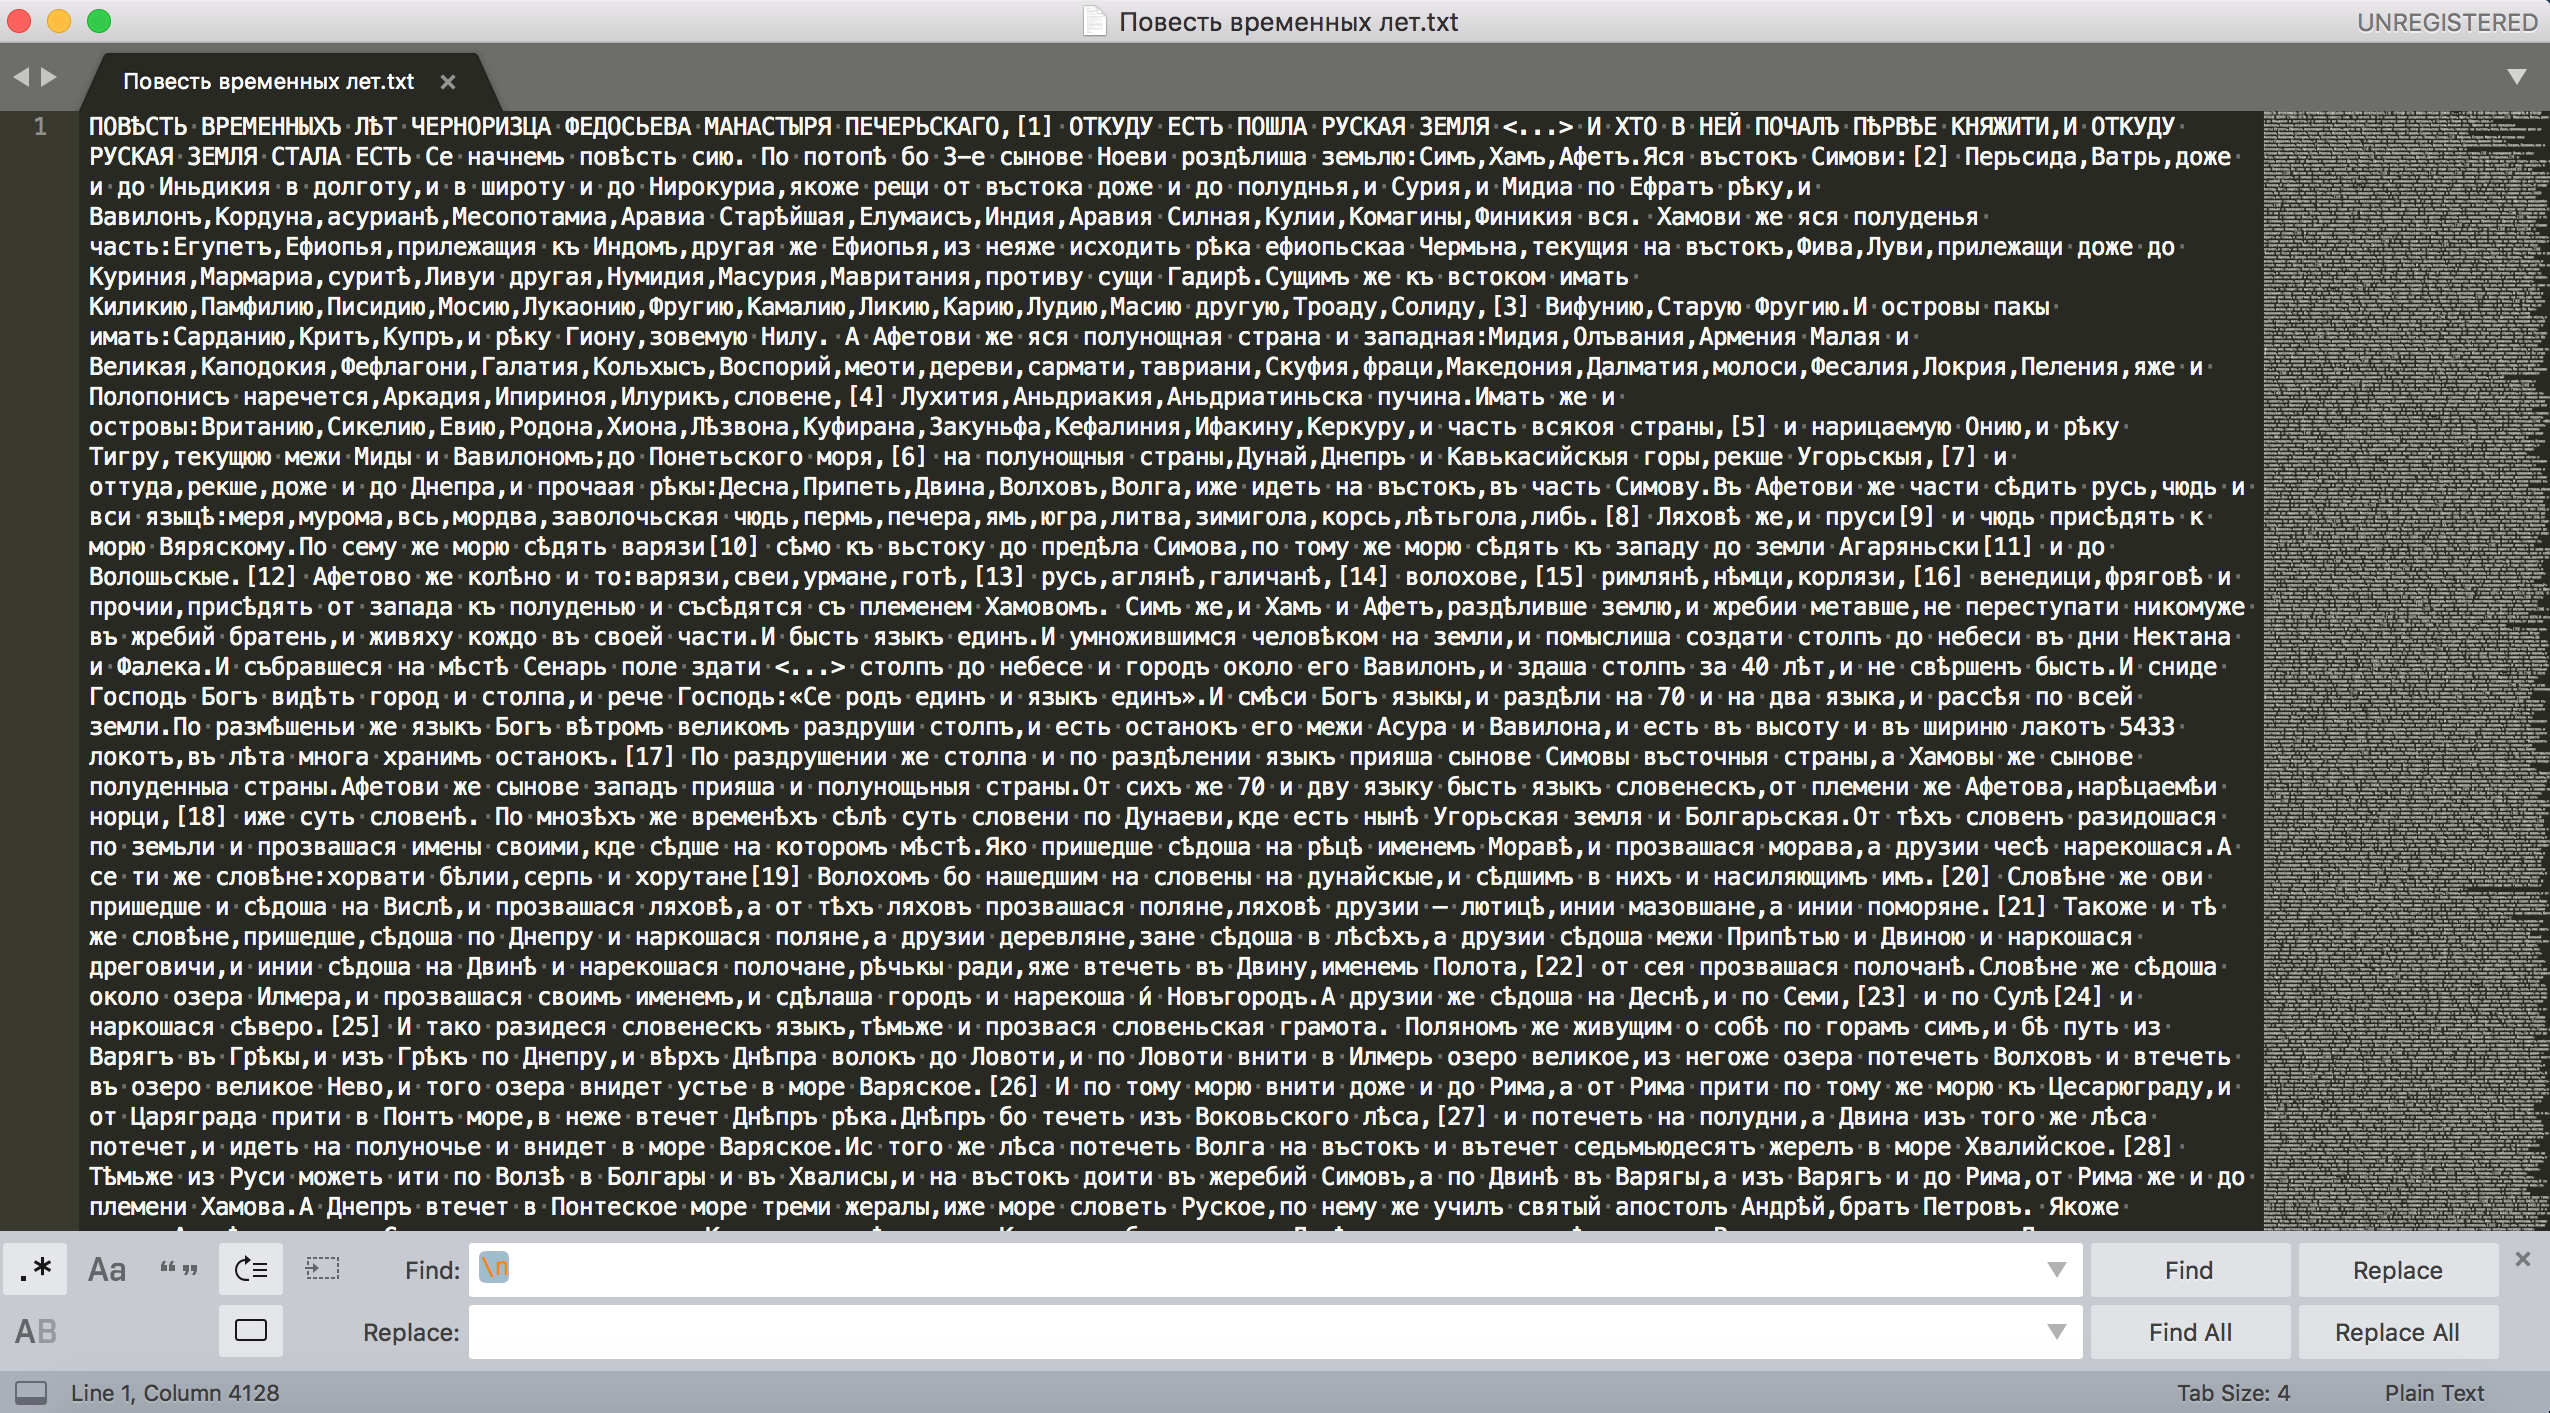 Повесть временных лет.txt
UNREGISTERED
Повесть временных лет.txt ×
1
ПОВѢСТЬ ВРЕМЕННЫХЪ ЛѢТ ЧЕРНОРИЗЦА ФЕДОСЬЕВА МАНАСТЫРЯ ПЕЧЕРЬСКАГО,[1] ОТКУДУ ЕСТЬ ПОШЛА РУСКАЯ ЗЕМЛЯ <...> И ХТО В НЕЙ ПОЧАЛЪ ПѢРВѢЕ КНЯЖИТИ,И ОТКУДУ
РУСКАЯ ЗЕМЛЯ СТАЛА ЕСТЬ Се начнемь повѣсть сию. По потопѣ бо 3-е сынове Ноеви роздѣлиша земьлю:Симъ,Хамъ,Афетъ.Яся въстокъ Симови:[2] Перьсида,Ватрь,доже
и до Иньдикия в долготу,и в широту и до Нирокуриа,якоже рещи от въстока доже и до полуднья,и Сурия,и Мидиа по Ефратъ рѣку,и
Вавилонъ,Кордуна,асурианѣ,Месопотамиа,Аравиа Старѣйшая,Елумаисъ,Индия,Аравия Силная,Кулии,Комагины,Финикия вся. Хамови же яся полуденья
часть:Егупетъ,Ефиопья,прилежащия къ Индомъ,другая же Ефиопья,из неяже исходить рѣка ефиопьскаа Чермьна,текущия на въстокъ,Фива,Луви,прилежащи доже до
Куриния,Мармариа,суритѣ,Ливуи другая,Нумидия,Масурия,Мавритания,противу сущи Гадирѣ.Сущимъ же къ встоком имать
Киликию,Памфилию,Писидию,Мосию,Лукаонию,Фругию,Камалию,Ликию,Карию,Лудию,Масию другую,Троаду,Солиду,[3] Вифунию,Старую Фругию.И островы пакы
имать:Сарданию,Критъ,Купръ,и рѣку Гиону,зовемую Нилу. А Афетови же яся полунощная страна и западная:Мидия,Олъвания,Армения Малая и
Великая,Каподокия,Фефлагони,Галатия,Кольхысъ,Воспорий,меоти,дереви,сармати,тавриани,Скуфия,фраци,Македония,Далматия,молоси,Фесалия,Локрия,Пеления,яже и
Полопонисъ наречется,Аркадия,Ипириноя,Илурикъ,словене,[4] Лухития,Аньдриакия,Аньдриатиньска пучина.Имать же и
островы:Вританию,Сикелию,Евию,Родона,Хиона,Лѣзвона,Куфирана,Закуньфа,Кефалиния,Ифакину,Керкуру,и часть всякоя страны,[5] и нарицаемую Онию,и рѣку
Тигру,текущюю межи Миды и Вавилономъ;до Понетьского моря,[6] на полунощныя страны,Дунай,Днепръ и Кавькасийскыя горы,рекше Угорьскыя,[7] и
оттуда,рекше,доже и до Днепра,и прочаая рѣкы:Десна,Припеть,Двина,Волховъ,Волга,иже идеть на въстокъ,въ часть Симову.Въ Афетови же части сѣдить русь,чюдь и
вси языцѣ:меря,мурома,всь,мордва,заволочьская чюдь,пермь,печера,ямь,югра,литва,зимигола,корсь,лѣтьгола,либь.[8] Ляховѣ же,и пруси[9] и чюдь присѣдять к
морю Вяряскому.По сему же морю сѣдять варязи[10] сѣмо къ вьстоку до предѣла Симова,по тому же морю сѣдять къ западу до земли Агаряньски[11] и до
Волошьскые.[12] Афетово же колѣно и то:варязи,свеи,урмане,готѣ,[13] русь,аглянѣ,галичанѣ,[14] волохове,[15] римлянѣ,нѣмци,корлязи,[16] венедици,фряговѣ и
прочии,присѣдять от запада къ полуденью и съсѣдятся съ племенем Хамовомъ. Симъ же,и Хамъ и Афетъ,раздѣливше землю,и жребии метавше,не переступати никомуже
въ жребий братень,и живяху кождо въ своей части.И бысть языкъ единъ.И умножившимся человѣком на земли,и помыслиша создати столпъ до небеси въ дни Нектана
и Фалека.И събравшеся на мѣстѣ Сенарь поле здати <...> столпъ до небесе и городъ около его Вавилонъ,и здаша столпъ за 40 лѣт,и не свѣршенъ бысть.И сниде
Господь Богъ видѣть город и столпа,и рече Господь:«Се родъ единъ и языкъ единъ».И смѣси Богъ языкы,и раздѣли на 70 и на два языка,и рассѣя по всей
земли.По размѣшеньи же языкъ Богъ вѣтромъ великомъ раздруши столпъ,и есть останокъ его межи Асура и Вавилона,и есть въ высоту и въ ширину лакотъ 5433
локотъ,въ лѣта многа хранимъ останокъ.[17] По раздрушении же столпа и по раздѣлении языкъ прияша сынове Симовы въсточныя страны,а Хамовы же сынове
полуденныа страны.Афетови же сынове западъ прияша и полунощьныя страны.От сихъ же 70 и дву языку бысть языкъ словенескъ,от племени же Афетова,нарѣцаемѣи
норци,[18] иже суть словенѣ. По мнозѣхъ же временѣхъ сѣлѣ суть словени по Дунаеви,кде есть нынѣ Угорьская земля и Болгарьская.От тѣхъ словенъ разидошася
по земьли и прозвашася имены своими,кде сѣдше на которомъ мѣстѣ.Яко пришедше сѣдоша на рѣцѣ именемъ Моравѣ,и прозвашася морава,а друзии чесѣ нарекошася.А
се ти же словѣне:хорвати бѣлии,серпь и хорутане[19] Волохомъ бо нашедшим на словены на дунайскые,и сѣдшимъ в нихъ и насиляющимъ имъ.[20] Словѣне же ови
пришедше и сѣдоша на Вислѣ,и прозвашася ляховѣ,а от тѣхъ ляховъ прозвашася поляне,ляховѣ друзии — лютицѣ,инии мазовшане,а инии поморяне.[21] Такоже и тѣ
же словѣне,пришедше,сѣдоша по Днепру и наркошася поляне,а друзии деревляне,зане сѣдоша в лѣсѣхъ,а друзии сѣдоша межи Припѣтью и Двиною и наркошася
дреговичи,и инии сѣдоша на Двинѣ и нарекошася полочане,рѣчькы ради,яже втечеть въ Двину,именемь Полота,[22] от сея прозвашася полочанѣ.Словѣне же сѣдоша
около озера Илмера,и прозвашася своимъ именемъ,и сдѣлаша городъ и нарекоша и́ Новъгородъ.А друзии же сѣдоша на Деснѣ,и по Семи,[23] и по Сулѣ[24] и
наркошася сѣверо.[25] И тако разидеся словенескъ языкъ,тѣмьже и прозвася словеньская грамота. Поляномъ же живущим о собѣ по горамъ симъ,и бѣ путь из
Варягъ въ Грѣкы,и изъ Грѣкъ по Днепру,и вѣрхъ Днѣпра волокъ до Ловоти,и по Ловоти внити в Илмерь озеро великое,из негоже озера потечеть Волховъ и втечеть
въ озеро великое Нево,и того озера внидет устье в море Варяское.[26] И по тому морю внити доже и до Рима,а от Рима прити по тому же морю къ Цесарюграду,и
от Царяграда прити в Понтъ море,в неже втечет Днѣпръ рѣка.Днѣпръ бо течеть изъ Воковьского лѣса,[27] и потечеть на полудни,а Двина изъ того же лѣса
потечет,и идеть на полуночье и внидет в море Варяское.Ис того же лѣса потечеть Волга на въстокъ и вътечет седьмьюдесятъ жерелъ в море Хвалийское.[28]
Тѣмьже из Руси можеть ити по Волзѣ в Болгары и въ Хвалисы,и на въстокъ доити въ жеребий Симовъ,а по Двинѣ въ Варягы,а изъ Варягъ и до Рима,от Рима же и до
племени Хамова.А Днепръ втечет в Понтеское море треми жералы,иже море словеть Руское,по нему же училъ святый апостолъ Андрѣй,братъ Петровъ. Якоже
.* Aa “” Find: \n Find Replace ×
AB Replace: Find All Replace All
Line 1, Column 4128 Tab Size: 4 Plain Text